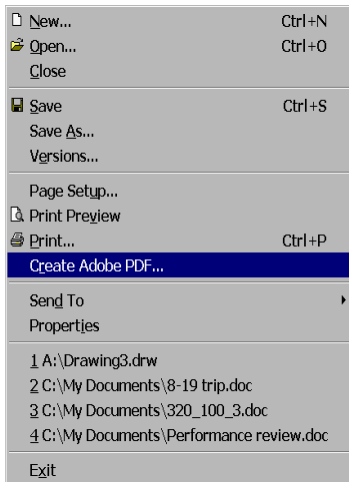 New... Ctrl+N
Open... Ctrl+O
Close
Save Ctrl+S
Save As...
Versions...
Page Setup...
Print Preview
Print... Ctrl+P
Create Adobe PDF...
Send To
Properties
1 A:\Drawing3.drw
2 C:\My Documents\8-19 trip.doc
3 C:\My Documents\320_100_3.doc
4 C:\My Documents\Performance review.doc
Exit